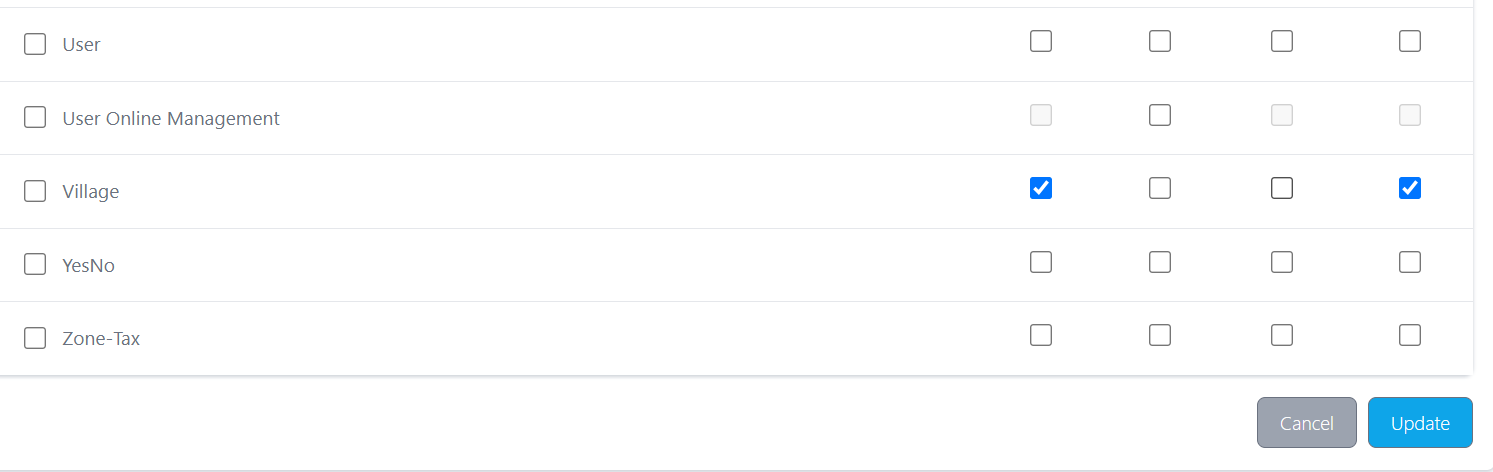 User
User Online Management
Village
YesNo
Zone-Tax
Cancel Update